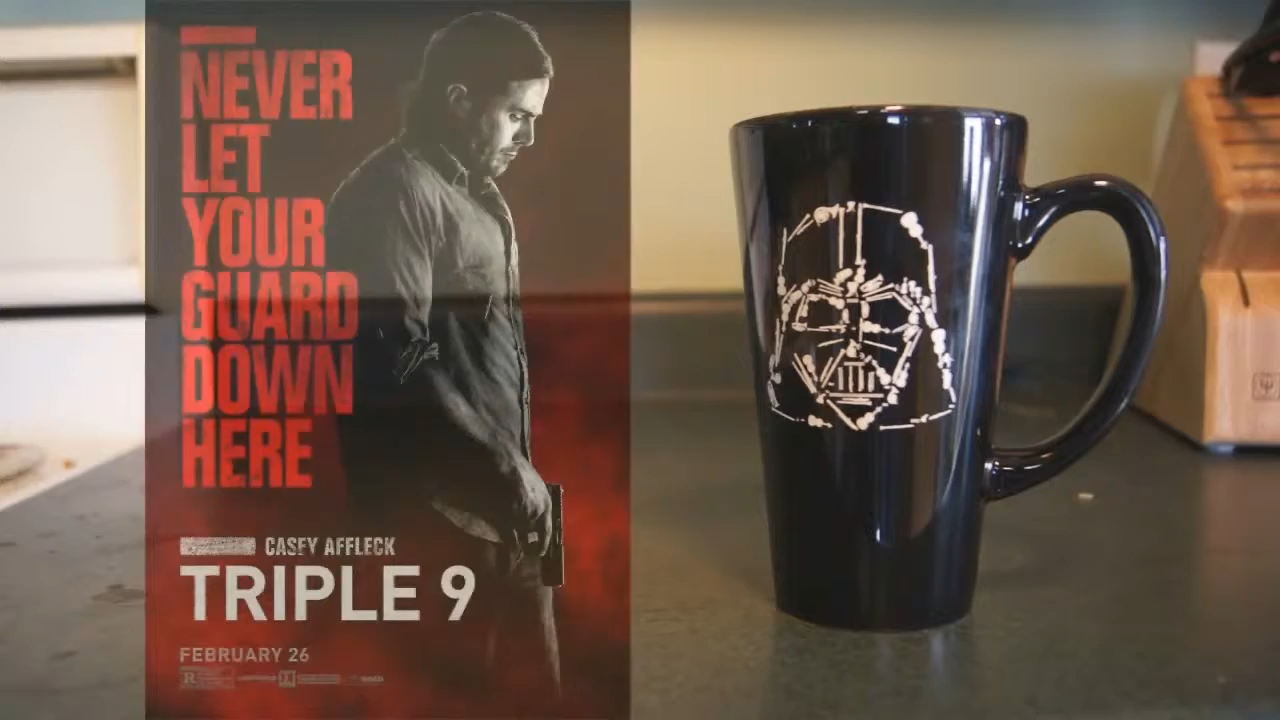 NEVER
LET
YOUR
GUARD
DOWN
HERE
CASEY AFFLECK
TRIPLE 9
FEBRUARY 26
R